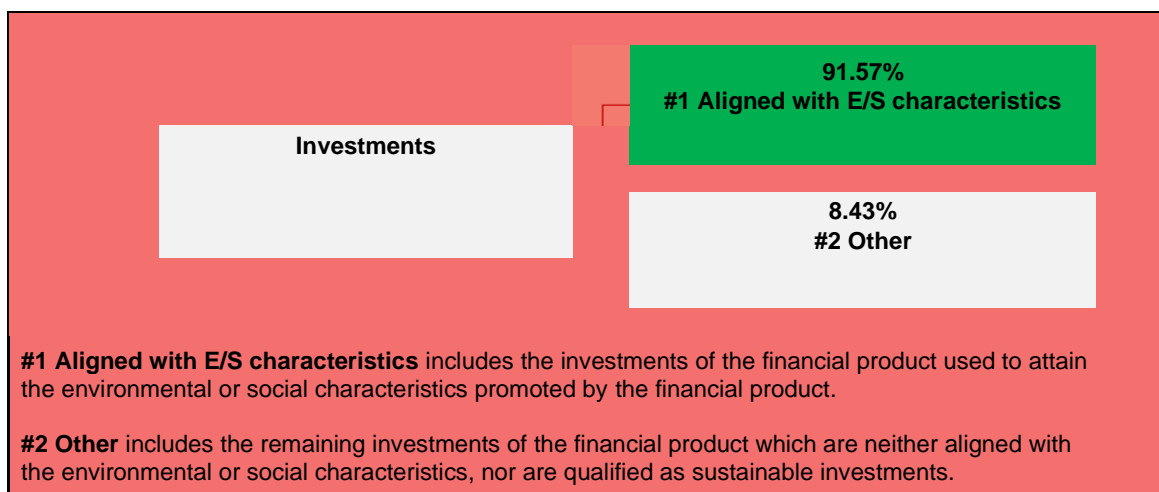 91.57%
#1 Aligned with E/S characteristics
Investments
8.43%
#2 Other
#1 Aligned with E/S characteristics includes the investments of the financial product used to attain
the environmental or social characteristics promoted by the financial product.
#2 Other includes the remaining investments of the financial product which are neither aligned with
the environmental or social characteristics, nor are qualified as sustainable investments.